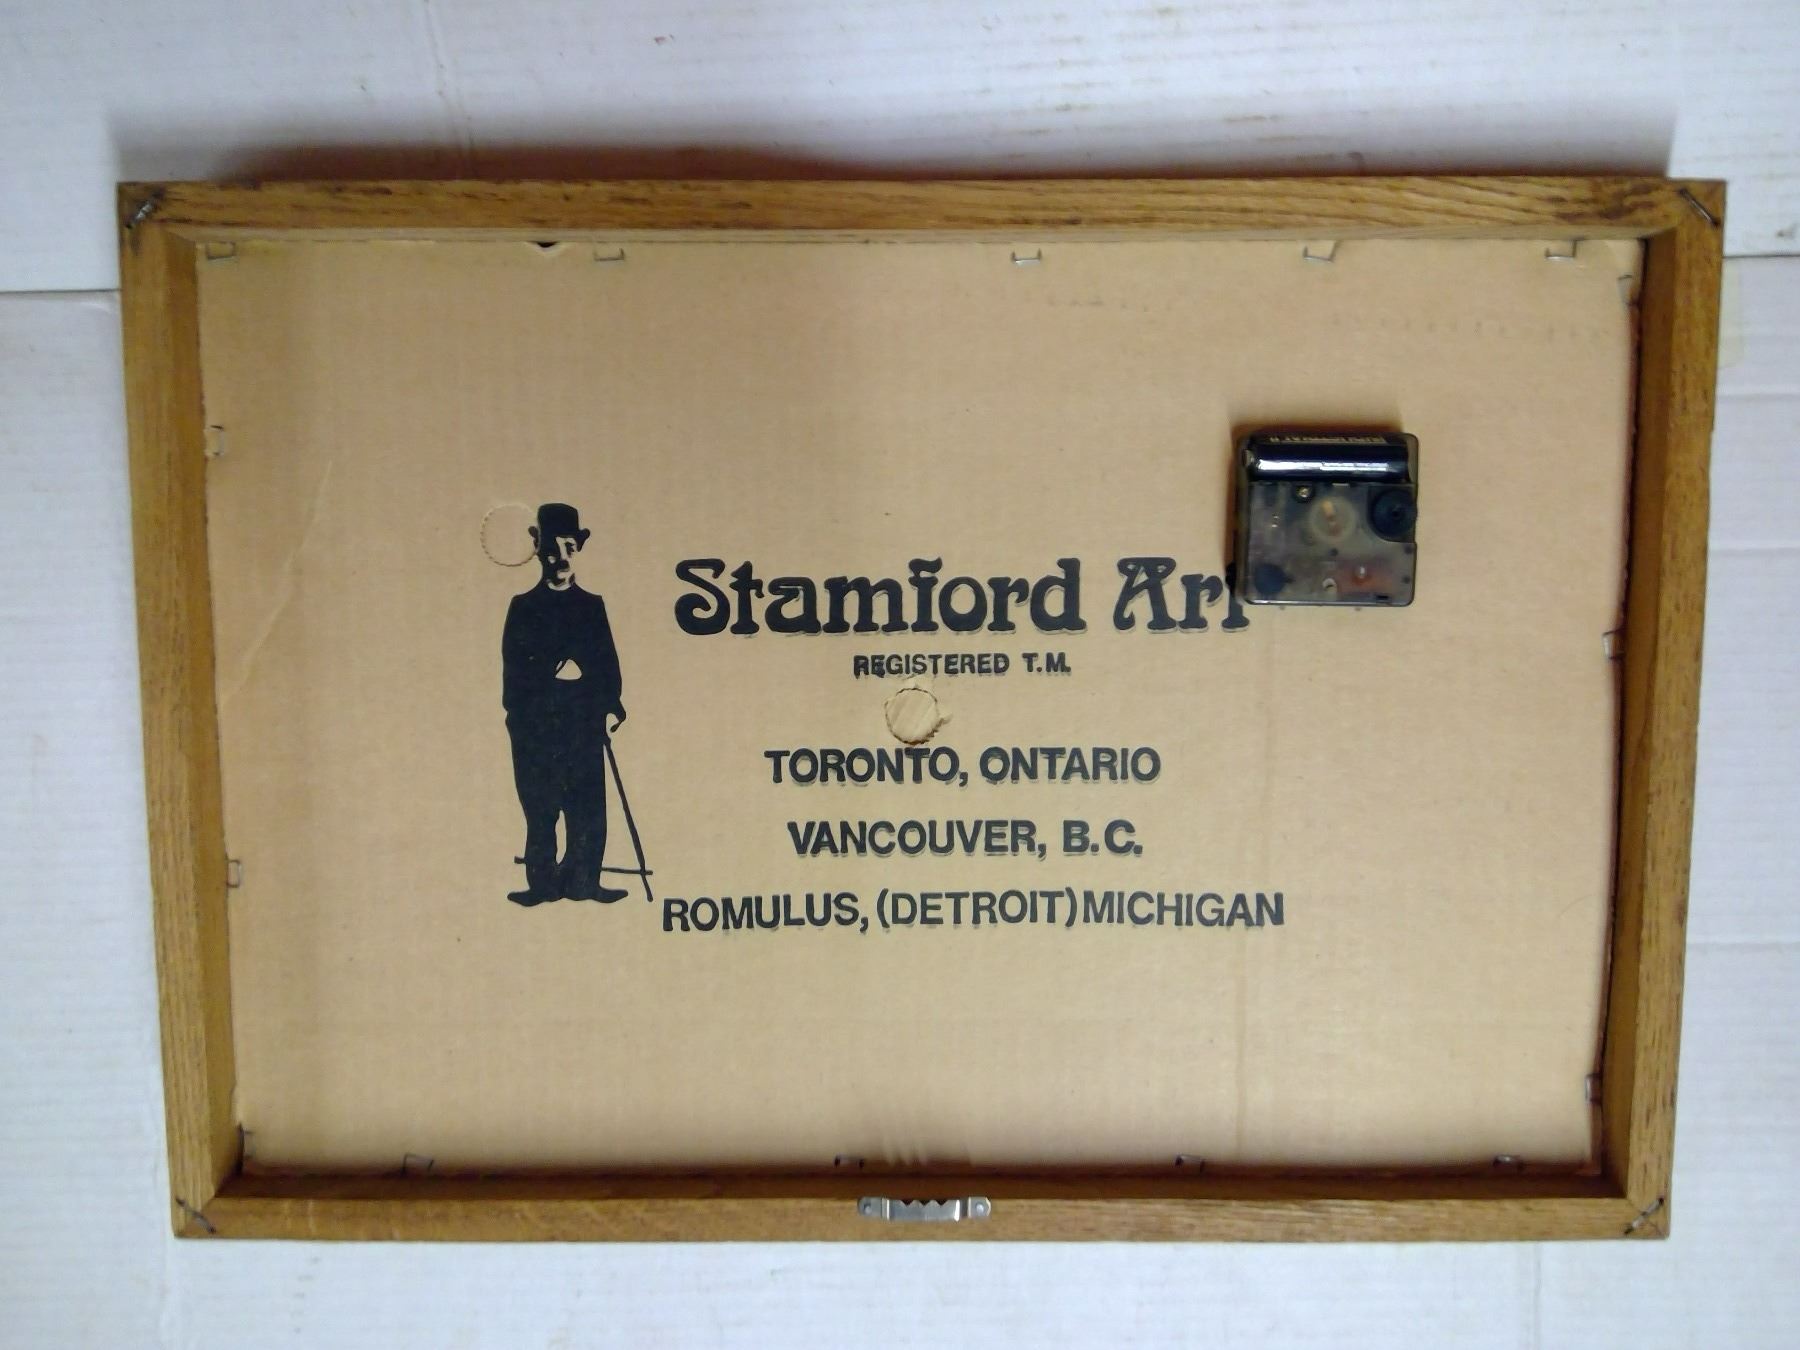 Stamford Art
REGISTERED T.M.
TORONTO, ONTARIO
VANCOUVER, B.C.
ROMULUS, (DETROIT) MICHIGAN